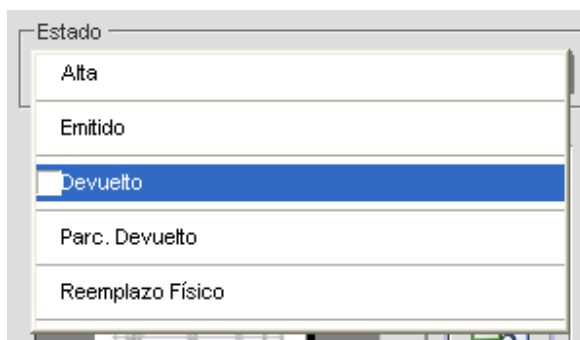 Estado
Alta
Emitido
Devuelto
Parc. Devuelto
Reemplazo Físico